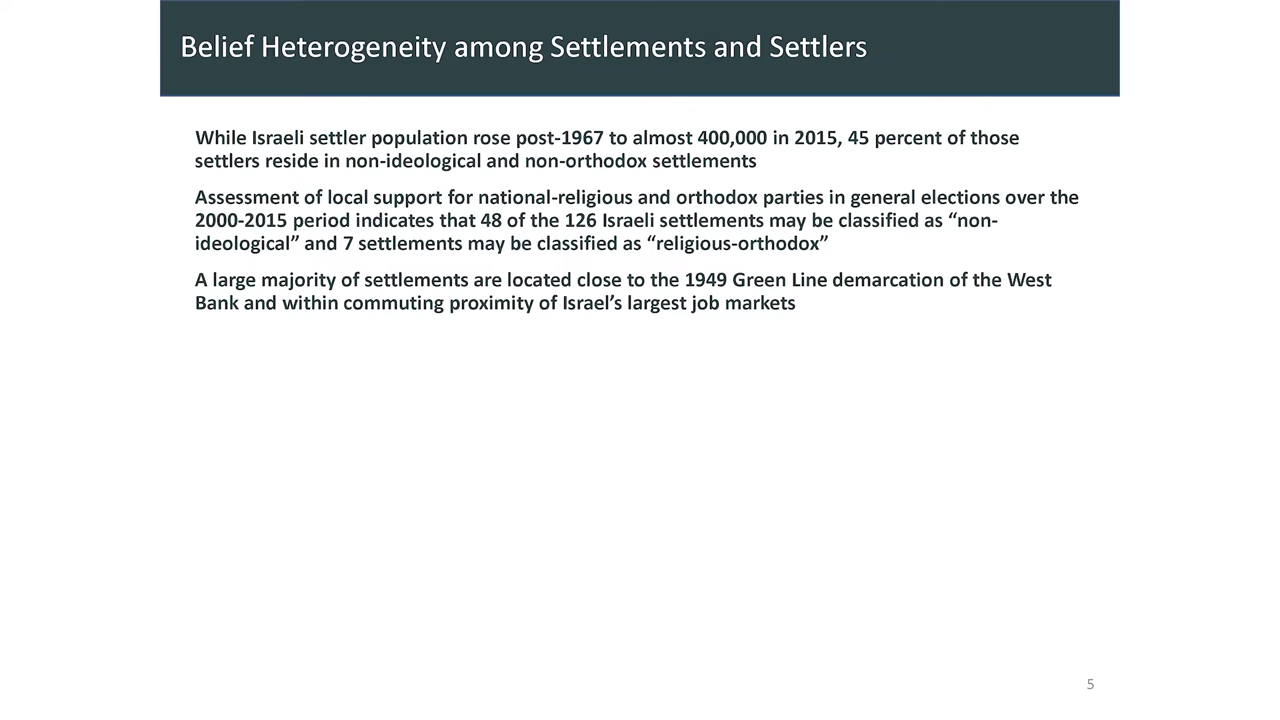 Belief Heterogeneity among Settlements and Settlers
While Israeli settler population rose post-1967 to almost 400,000 in 2015, 45 percent of those
settlers reside in non-ideological and non-orthodox settlements
Assessment of local support for national-religious and orthodox parties in general elections over the
2000-2015 period indicates that 48 of the 126 Israeli settlements may be classified as “non-
ideological” and 7 settlements may be classified as “religious-orthodox”
A large majority of settlements are located close to the 1949 Green Line demarcation of the West
Bank and within commuting proximity of Israel’s largest job markets
5